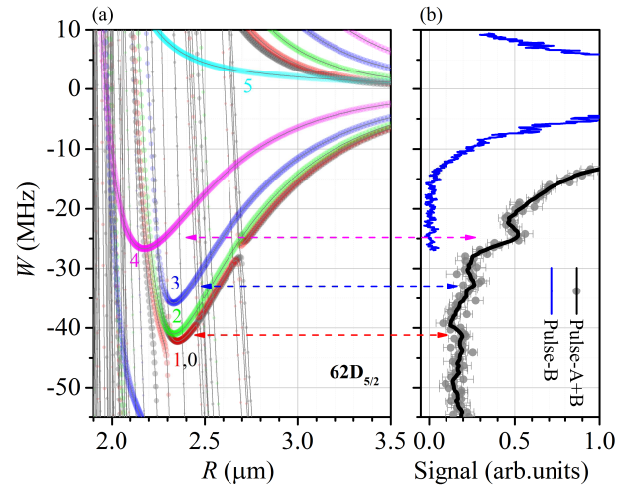 (a)
(b)
10
0
-10
-20
-30
-40
-50
W (MHz)
5
4
3
2
1,0
62D5/2
2.0
2.5
3.0
3.5
R (μm)
Pulse-A+B
Pulse-B
0.0
0.5
1.0
Signal (arb.units)